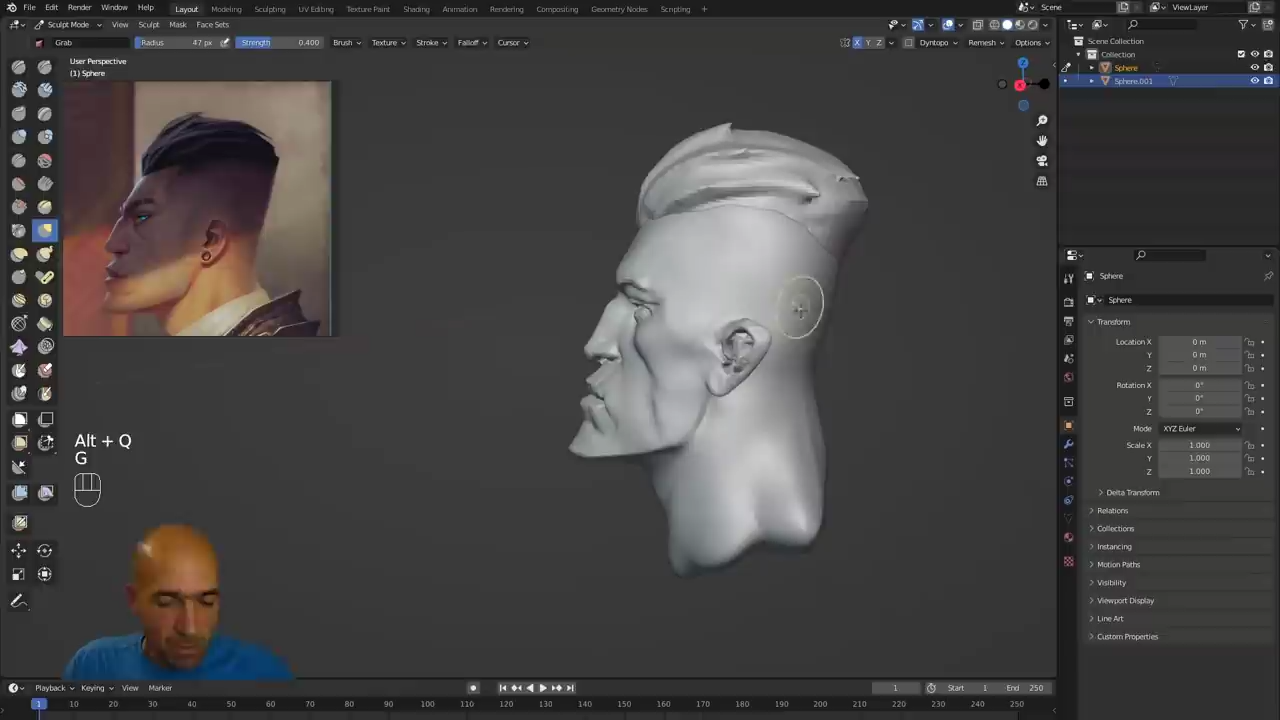 File Edit Render Window Help Layout Modeling Sculpting UV Editing Texture Paint Shading Animation Rendering Compositing Geometry Nodes Scripting + Scene ViewLayer
Sculpt Mode View Sculpt Mask Face Sets
Grab Radius 47 px Strength 0.400 Brush Texture Stroke Falloff Cursor X Y Z Dyntopo Remesh Options
User Perspective
(1) Sphere
Z
X
Scene Collection
Collection
Sphere
Sphere.001
Sphere
Sphere
Transform
Location X 0 m
Y 0 m
Z 0 m
Rotation X 0°
Y 0°
Z 0°
Mode XYZ Euler
Scale X 1.000
Y 1.000
Z 1.000
Delta Transform
Relations
Collections
Instancing
Motion Paths
Visibility
Viewport Display
Line Art
Custom Properties
Alt + Q
G
Playback Keying View Marker 1 Start 1 End 250
1 10 20 30 40 50 60 70 80 90 100 110 120 130 140 150 160 170 180 190 200 210 220 230 240 250